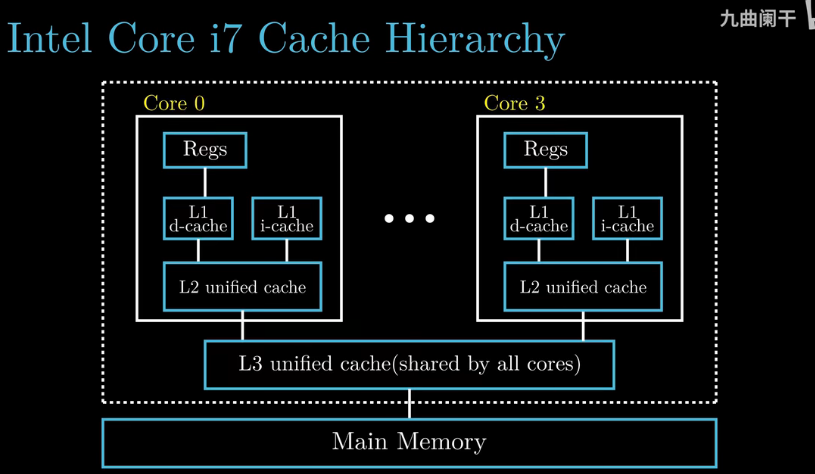 九曲阑干
Intel Core i7 Cache Hierarchy
Core 0
Regs
L1
d-cache
L1
i-cache
L2 unified cache
Core 3
Regs
L1
d-cache
L1
i-cache
L2 unified cache
L3 unified cache(shared by all cores)
Main Memory